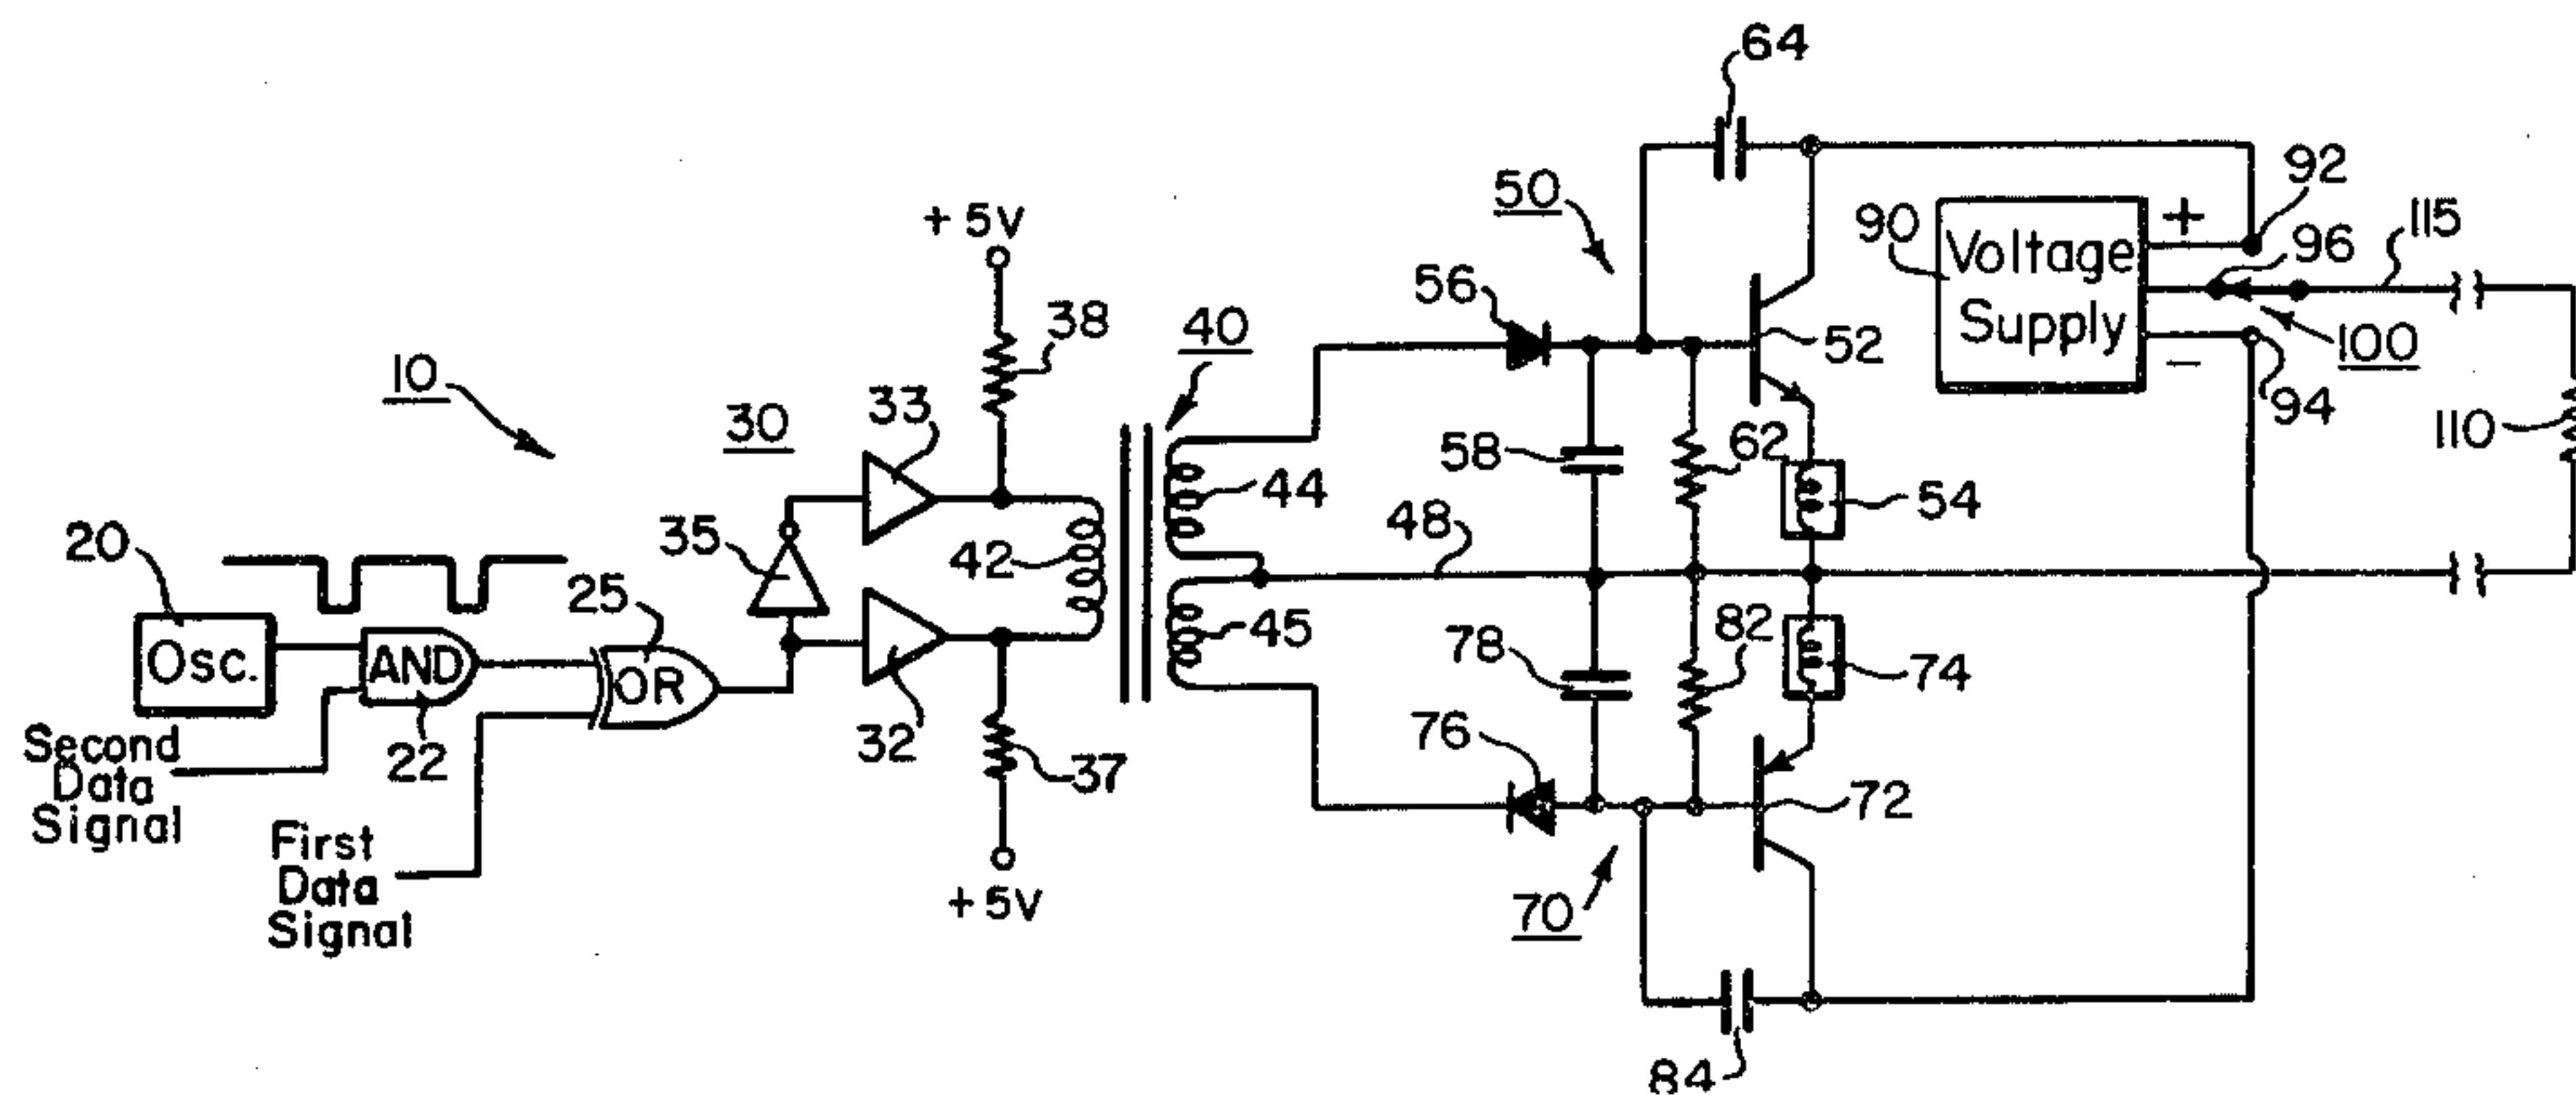 64
50
92
+ 5V
90
Voltage
Supply
+
−
96
115
56
38
40
52
100
10
33
30
94
110
62
58
44
54
48
20
35
42
25
Osc.
AND
OR
45
78
82
74
Second
Data
Signal
22
32
37
76
72
First
Data
Signal
+ 5V
70
84